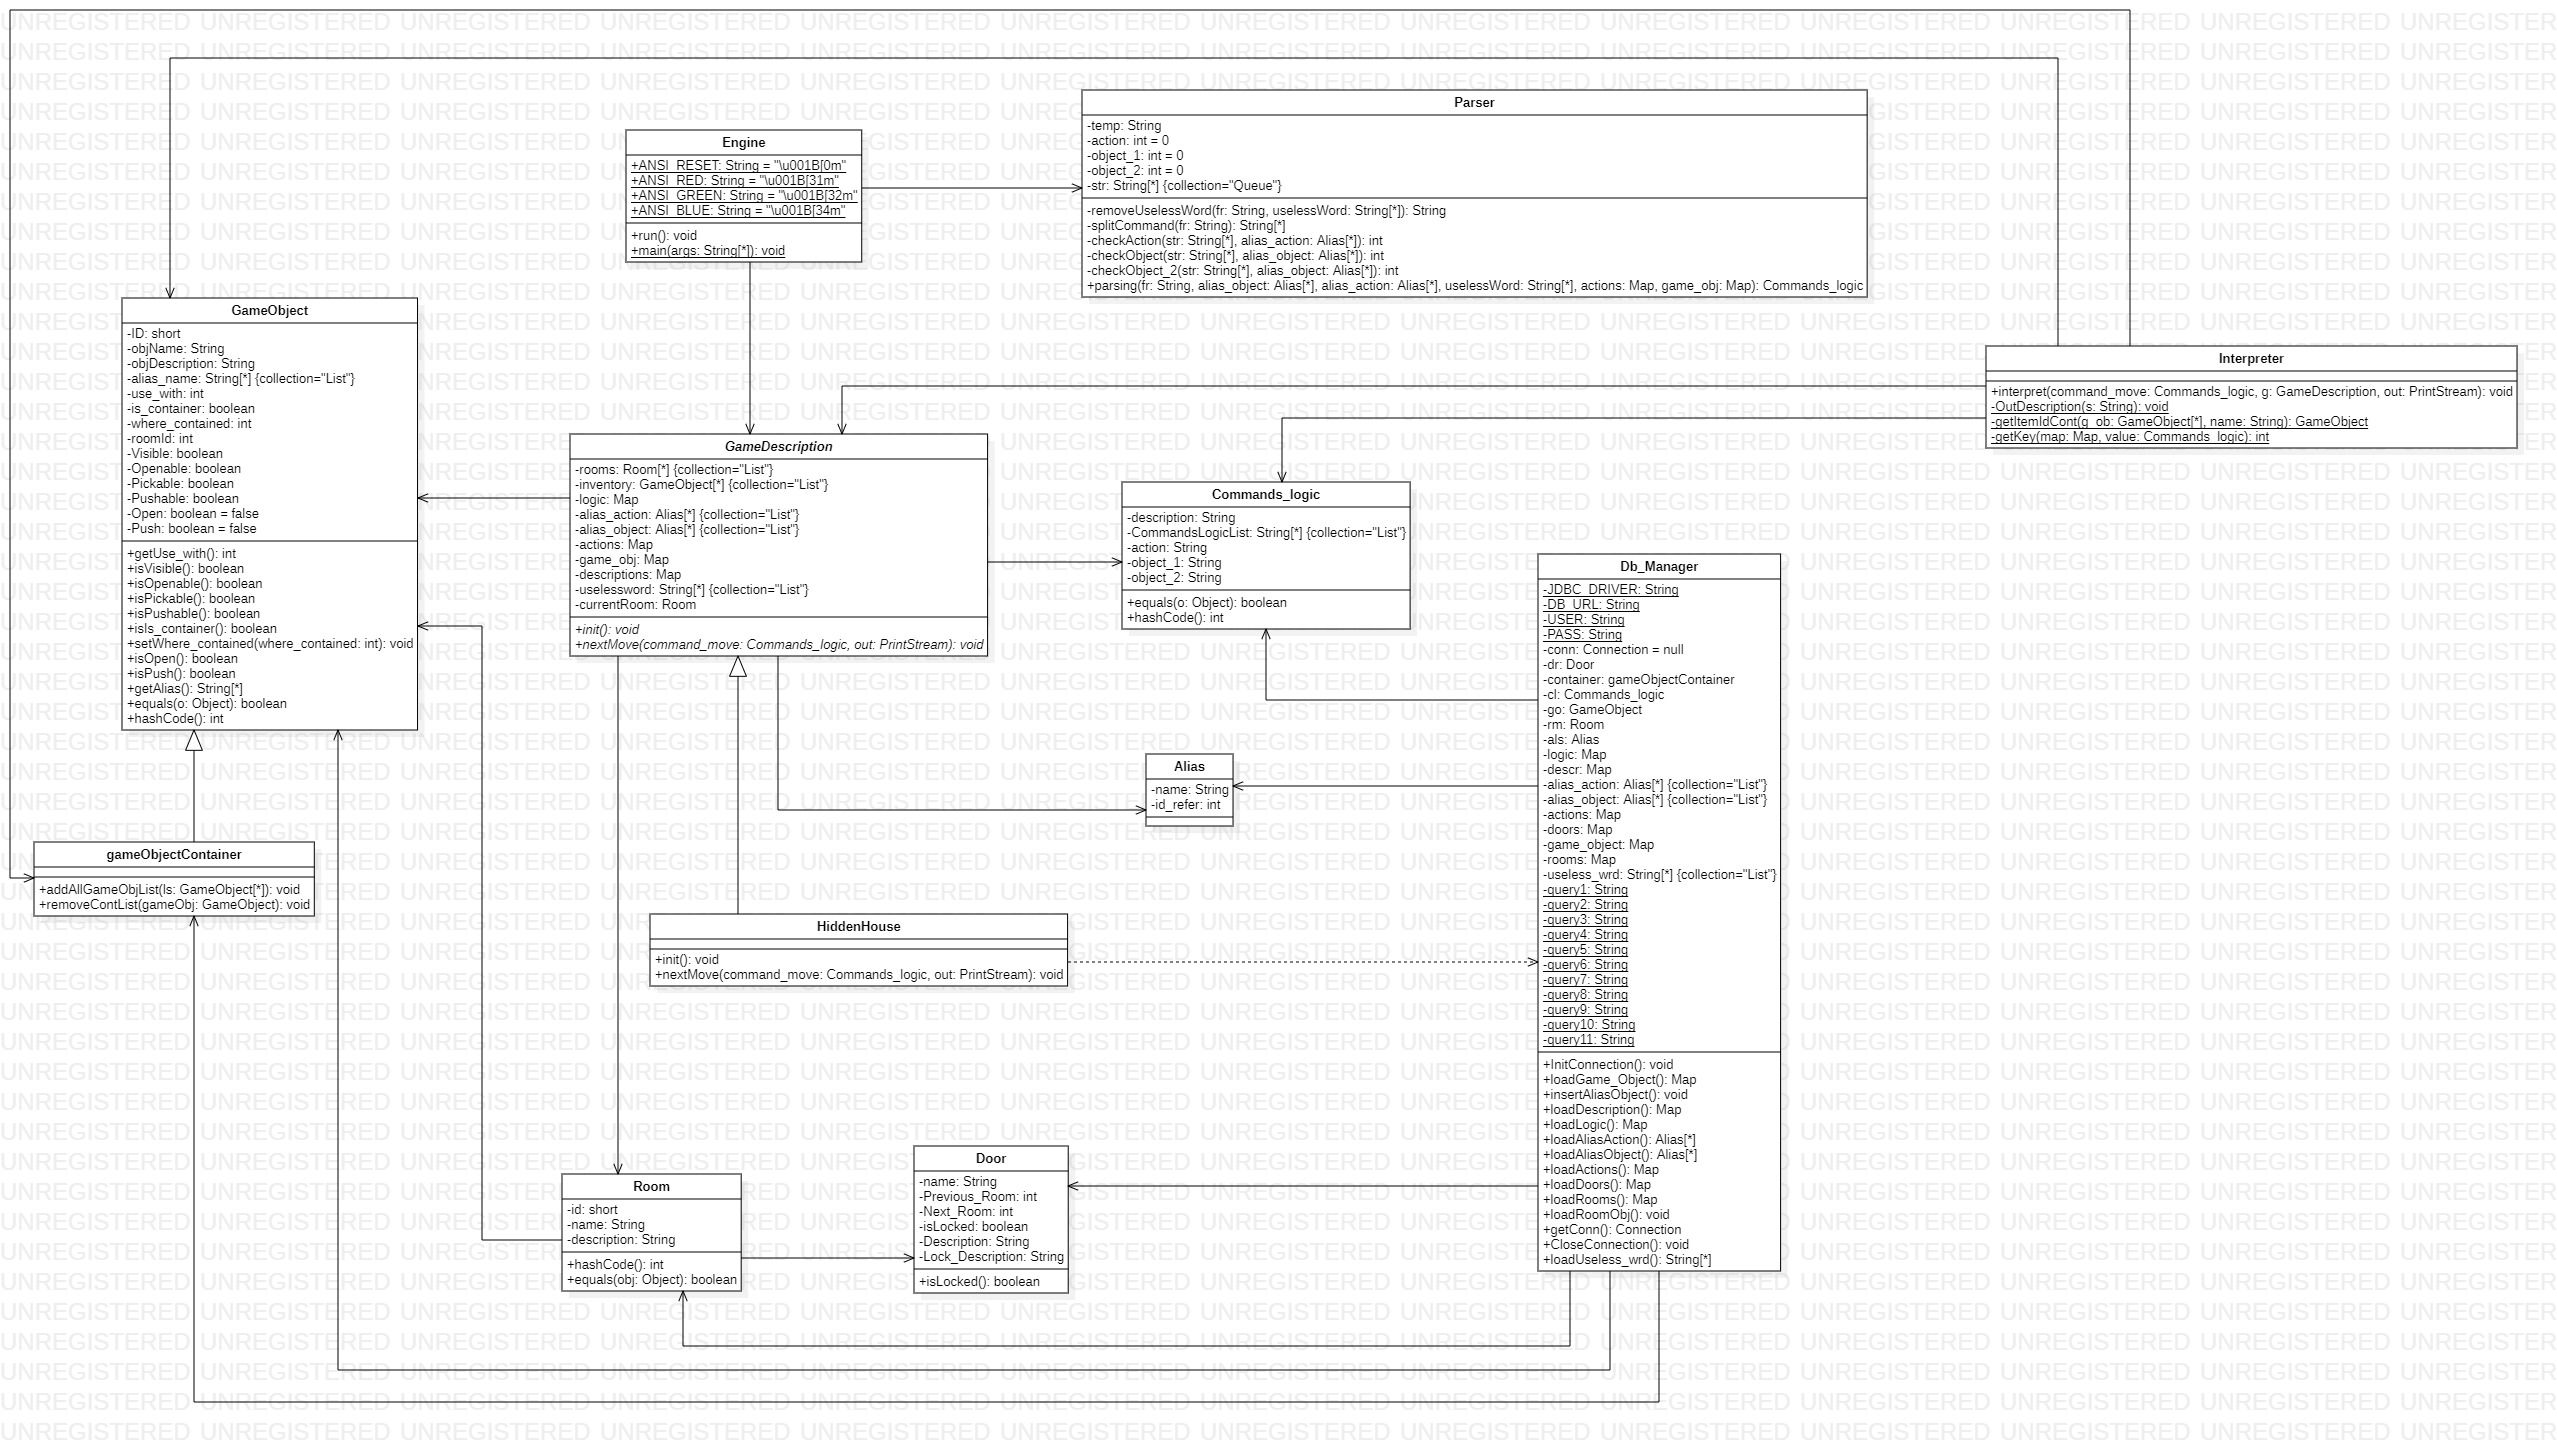 Parser
-temp: String
-action: int = 0
-object_1: int = 0
-object_2: int = 0
-str: String[*] {collection="Queue"}
-removeUselessWord(fr: String, uselessWord: String[*]): String
-splitCommand(fr: String): String[*]
-checkAction(str: String[*], alias_action: Alias[*]): int
-checkObject(str: String[*], alias_object: Alias[*]): int
-checkObject_2(str: String[*], alias_object: Alias[*]): int
+parsing(fr: String, alias_object: Alias[*], alias_action: Alias[*], uselessWord: String[*], actions: Map, game_obj: Map): Commands_logic
Engine
+ANSI_RESET: String = "\u001B[0m"
+ANSI_RED: String = "\u001B[31m"
+ANSI_GREEN: String = "\u001B[32m"
+ANSI_BLUE: String = "\u001B[34m"
+run(): void
+main(args: String[*]): void
GameObject
-ID: short
-objName: String
-objDescription: String
-alias_name: String[*] {collection="List"}
-use_with: int
-is_container: boolean
-where_contained: int
-roomId: int
-Visible: boolean
-Openable: boolean
-Pickable: boolean
-Pushable: boolean
-Open: boolean = false
-Push: boolean = false
+getUse_with(): int
+isVisible(): boolean
+isOpenable(): boolean
+isPickable(): boolean
+isPushable(): boolean
+isIs_container(): boolean
+setWhere_contained(where_contained: int): void
+isOpen(): boolean
+isPush(): boolean
+getAlias(): String[*]
+equals(o: Object): boolean
+hashCode(): int
Interpreter
+interpret(command_move: Commands_logic, g: GameDescription, out: PrintStream): void
-OutDescription(s: String): void
-getItemIdCont(g_ob: GameObject[*], name: String): GameObject
-getKey(map: Map, value: Commands_logic): int
GameDescription
-rooms: Room[*] {collection="List"}
-inventory: GameObject[*] {collection="List"}
-logic: Map
-alias_action: Alias[*] {collection="List"}
-alias_object: Alias[*] {collection="List"}
-actions: Map
-game_obj: Map
-descriptions: Map
-uselessword: String[*] {collection="List"}
-currentRoom: Room
+init(): void
+nextMove(command_move: Commands_logic, out: PrintStream): void
Commands_logic
-description: String
-CommandsLogicList: String[*] {collection="List"}
-action: String
-object_1: String
-object_2: String
+equals(o: Object): boolean
+hashCode(): int
Db_Manager
-JDBC_DRIVER: String
-DB_URL: String
-USER: String
-PASS: String
-conn: Connection = null
-dr: Door
-container: gameObjectContainer
-cl: Commands_logic
-go: GameObject
-rm: Room
-als: Alias
-logic: Map
-descr: Map
-alias_action: Alias[*] {collection="List"}
-alias_object: Alias[*] {collection="List"}
-actions: Map
-doors: Map
-game_object: Map
-rooms: Map
-useless_wrd: String[*] {collection="List"}
-query1: String
-query2: String
-query3: String
-query4: String
-query5: String
-query6: String
-query7: String
-query8: String
-query9: String
-query10: String
-query11: String
+InitConnection(): void
+loadGame_Object(): Map
+insertAliasObject(): void
+loadDescription(): Map
+loadLogic(): Map
+loadAliasAction(): Alias[*]
+loadAliasObject(): Alias[*]
+loadActions(): Map
+loadDoors(): Map
+loadRooms(): Map
+loadRoomObj(): void
+getConn(): Connection
+CloseConnection(): void
+loadUseless_wrd(): String[*]
Alias
-name: String
-id_refer: int
gameObjectContainer
+addAllGameObjList(ls: GameObject[*]): void
+removeContList(gameObj: GameObject): void
HiddenHouse
+init(): void
+nextMove(command_move: Commands_logic, out: PrintStream): void
Room
-id: short
-name: String
-description: String
+hashCode(): int
+equals(obj: Object): boolean
Door
-name: String
-Previous_Room: int
-Next_Room: int
-isLocked: boolean
-Description: String
-Lock_Description: String
+isLocked(): boolean
UNREGISTERED